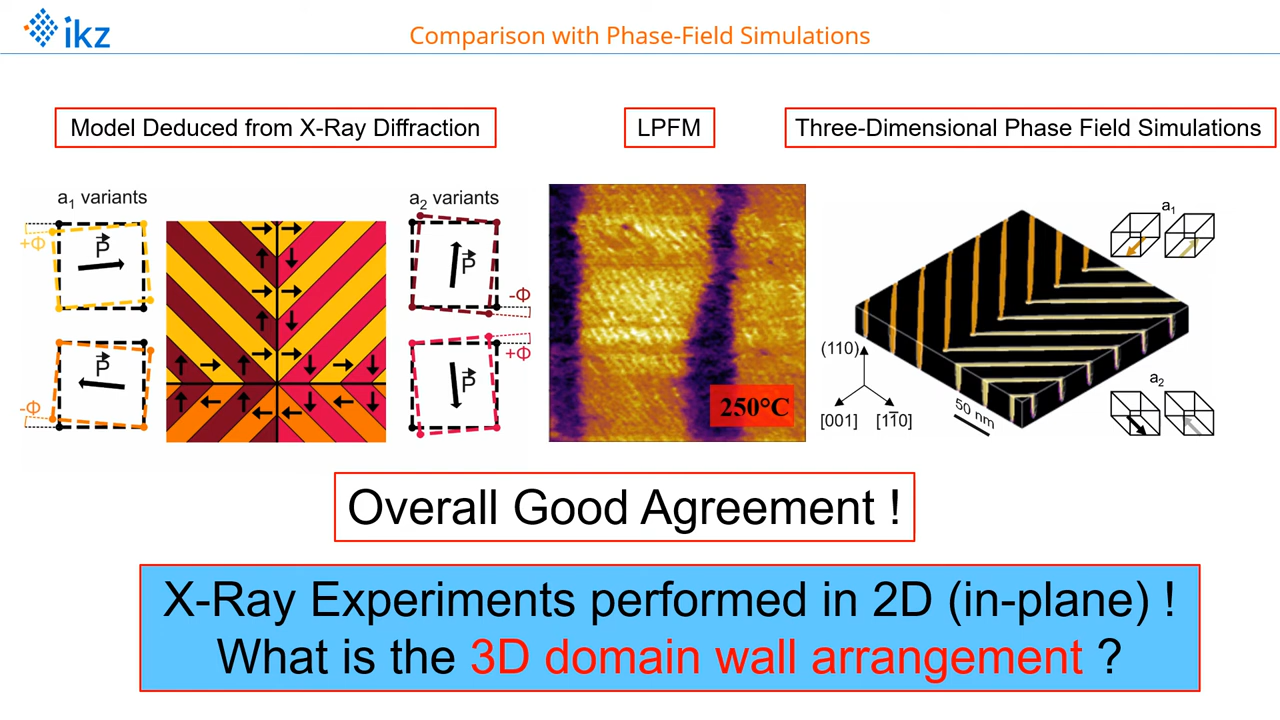 ikz
Comparison with Phase-Field Simulations
Model Deduced from X-Ray Diffraction
LPFM
Three-Dimensional Phase Field Simulations
a1 variants
+Φ
P
P
-Φ
a2 variants
P
-Φ
+Φ
P
250°C
a1
(110)
[001]
[11̅0]
50 nm
a2
Overall Good Agreement !
X-Ray Experiments performed in 2D (in-plane) !
What is the 3D domain wall arrangement ?